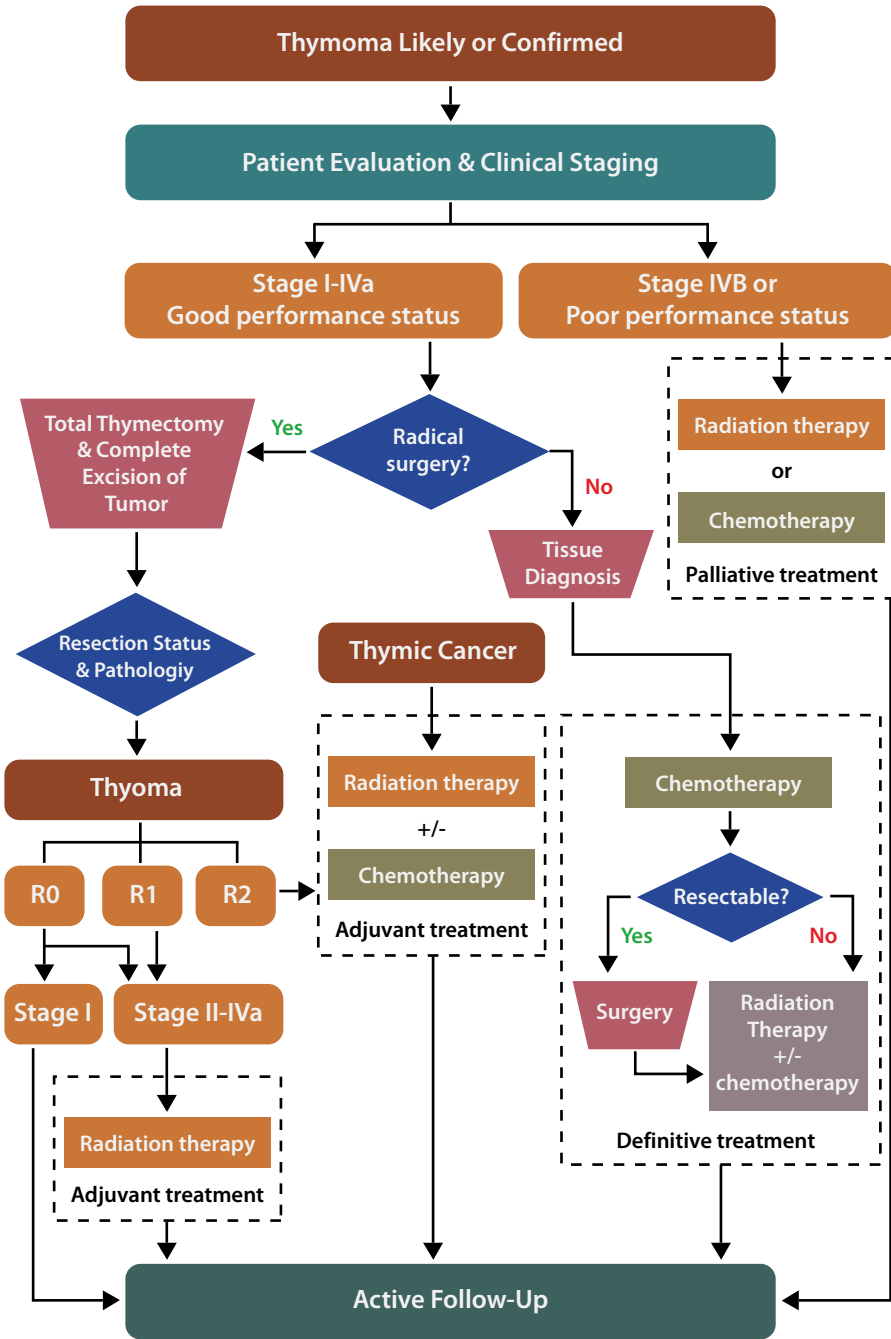 Thymoma Likely or Confirmed
Patient Evaluation & Clinical Staging
Stage I-IVa
Good performance status
Stage IVB or
Poor performance status
Total Thymectomy
& Complete
Excision of
Tumor
Yes
Radical
surgery?
No
Radiation therapy
or
Chemotherapy
Palliative treatment
Tissue
Diagnosis
Resection Status
& Pathologiy
Thymic Cancer
Radiation therapy
+/-
Chemotherapy
Adjuvant treatment
Thyoma
R0
R1
R2
Stage I
Stage II-IVa
Radiation therapy
Adjuvant treatment
Chemotherapy
Resectable?
Yes
No
Surgery
Radiation
Therapy
+/-
chemotherapy
Definitive treatment
Active Follow-Up